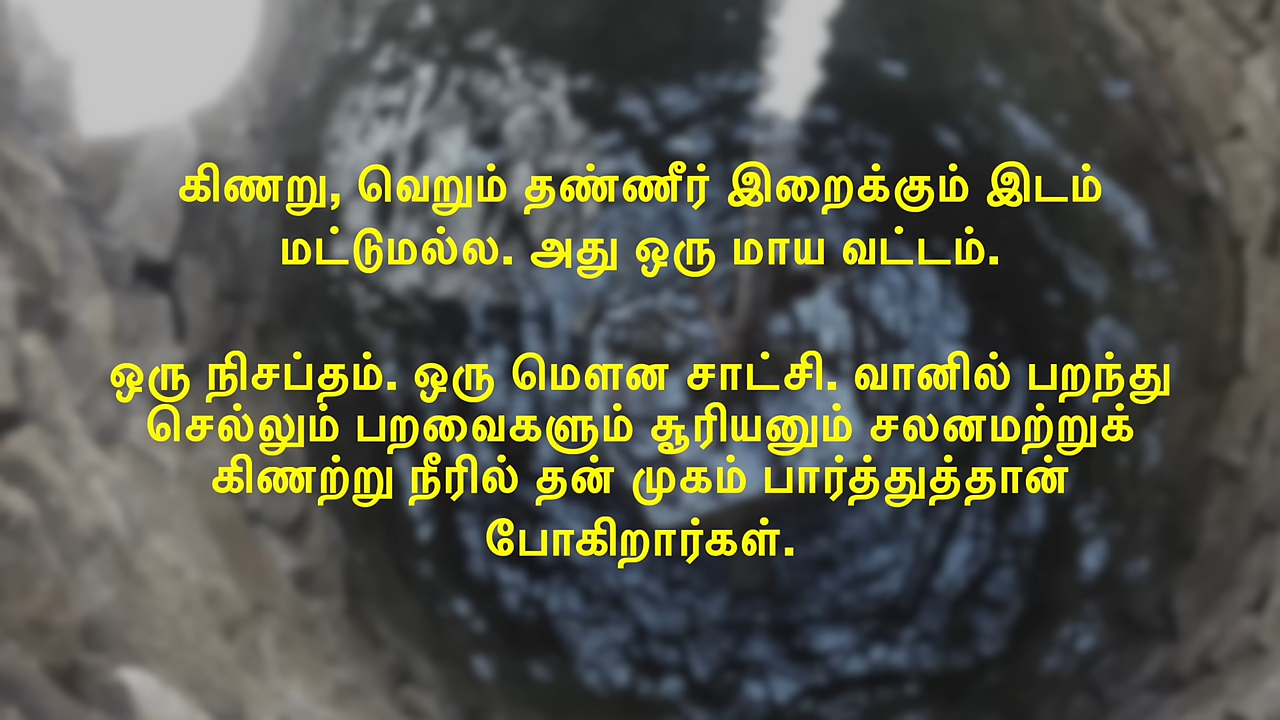 கிணறு, வெறும் தண்ணீர் இறைக்கும் இடம்
மட்டுமல்ல. அது ஒரு மாய வட்டம்.
ஒரு நிசப்தம். ஒரு மௌன சாட்சி. வானில் பறந்து
செல்லும் பறவைகளும் சூரியனும் சலனமற்றுக்
கிணற்று நீரில் தன் முகம் பார்த்துத்தான்
போகிறார்கள்.